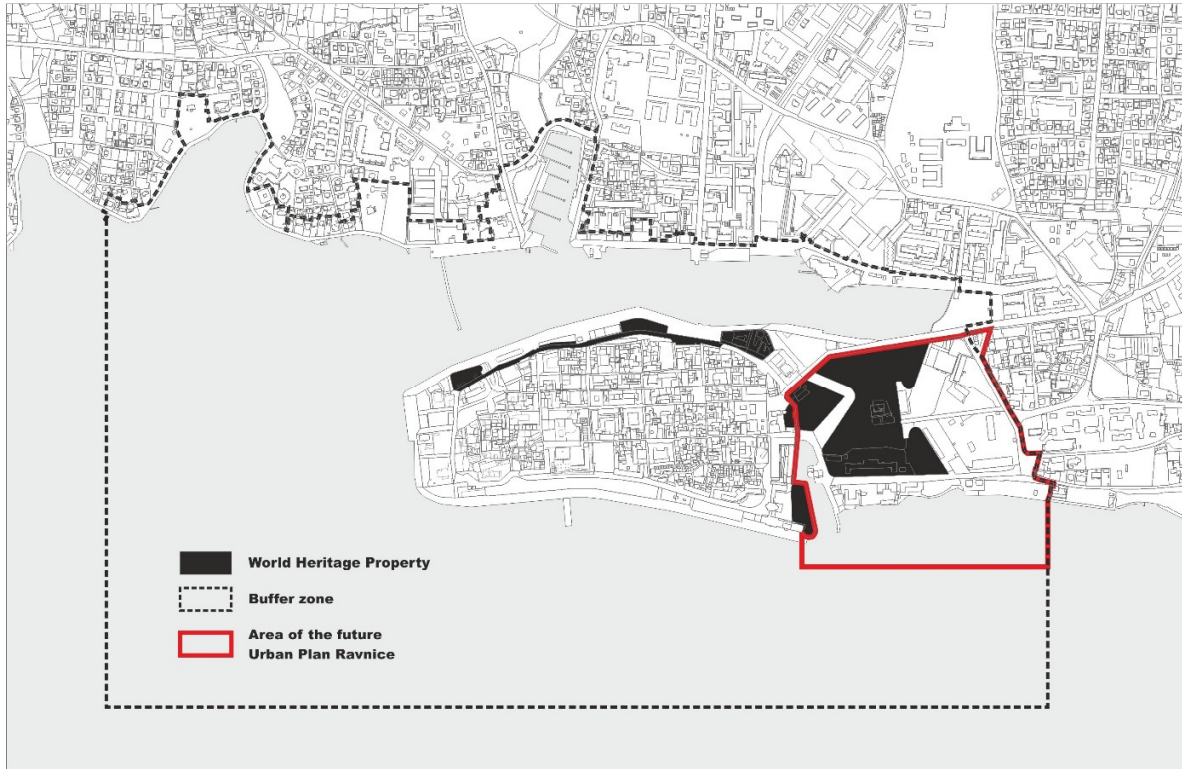 World Heritage Property
Buffer zone
Area of the future
Urban Plan Ravnice